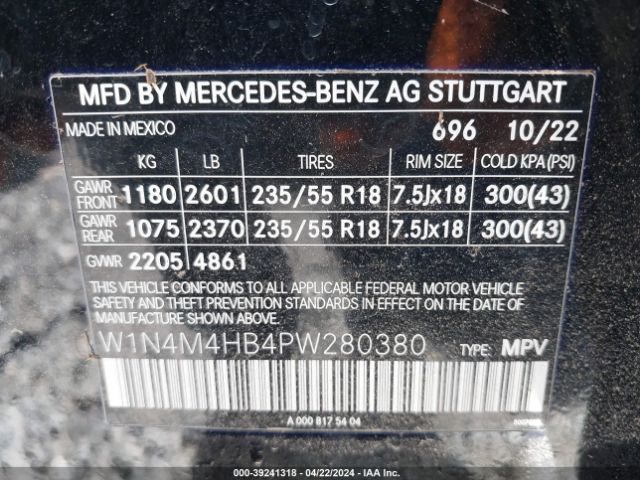 MFD BY MERCEDES-BENZ AG STUTTGART
MADE IN MEXICO 696 10/22
KG LB TIRES RIM SIZE COLD KPA(PSI)
GAWR FRONT 1180 2601 235/55 R18 7.5Jx18 300(43)
GAWR REAR 1075 2370 235/55 R18 7.5Jx18 300(43)
GVWR 2205 4861
THIS VEHICLE CONFORMS TO ALL APPLICABLE FEDERAL MOTOR VEHICLE
SAFETY AND THEFT PREVENTION STANDARDS IN EFFECT ON THE DATE OF
MANUFACTURE SHOWN ABOVE.
W1N4M4HB4PW280380 TYPE: MPV
A 000 817 54 04
000-39241318 - 04/22/2024 - IAA Inc.